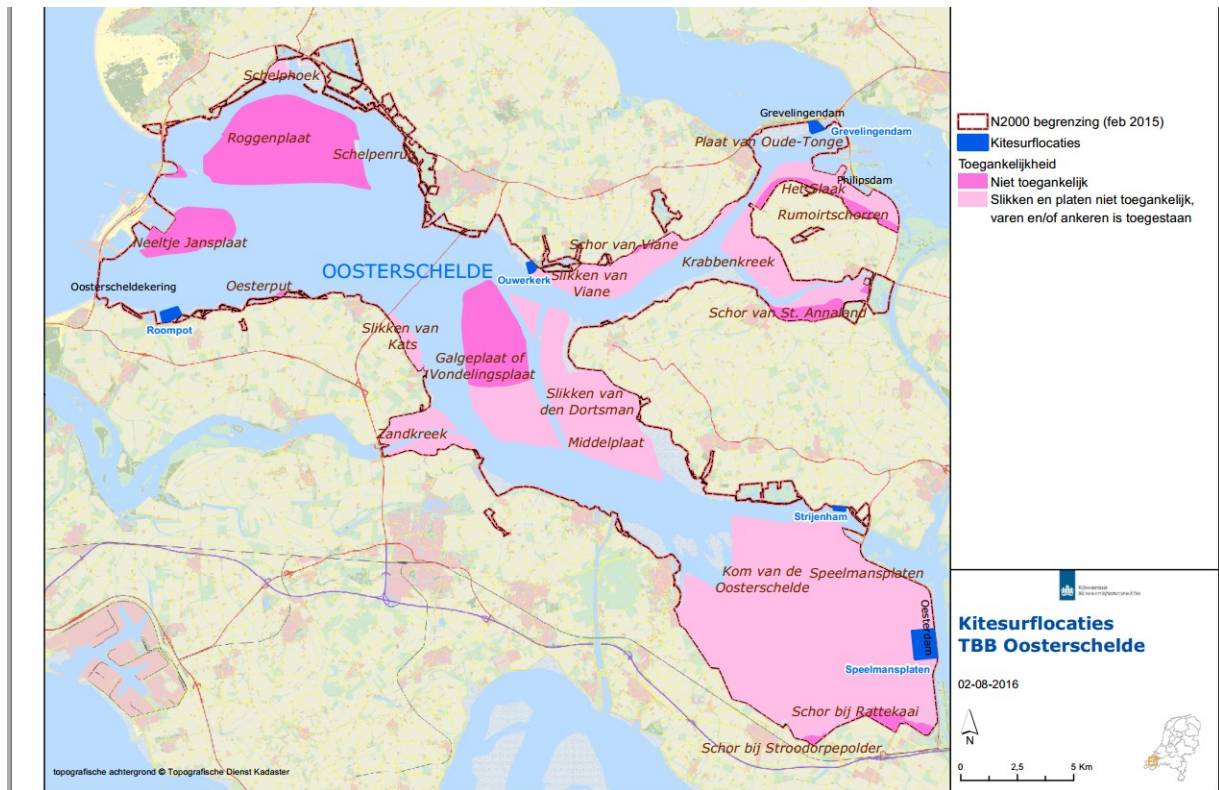 Schelphoek
Roggenplaat
Schelpenru
Neeltje Jansplaat
Oosterscheldekering
Roompot
Oesterput
OOSTERSCHELDE
Ouwerkerk
Grevelingendam
Grevelingendam
Plaat van Oude-Tonge
Philipsdam
Het Slaak
Rumoirtschorren
Schor van Viane
Slikken van
Viane
Krabbenkreek
Schor van St. Annaland
Slikken van
Kats
Galgeplaat of
Vondelingsplaat
Slikken van
den Dortsman
Middelplaat
Zandkreek
Strijenham
Kom van de
Oosterschelde
Speelmansplaten
Oesterdam
Speelmansplaten
Schor bij Rattekaai
Schor bij Stroodorpepolder
topografische achtergrond © Topografische Dienst Kadaster
N2000 begrenzing (feb 2015)
Kitesurflocaties
Toegankelijkheid
Niet toegankelijk
Slikken en platen niet toegankelijk,
varen en/of ankeren is toegestaan
Kitesurflocaties
TBB Oosterschelde
02-08-2016
N
0 2,5 5 Km